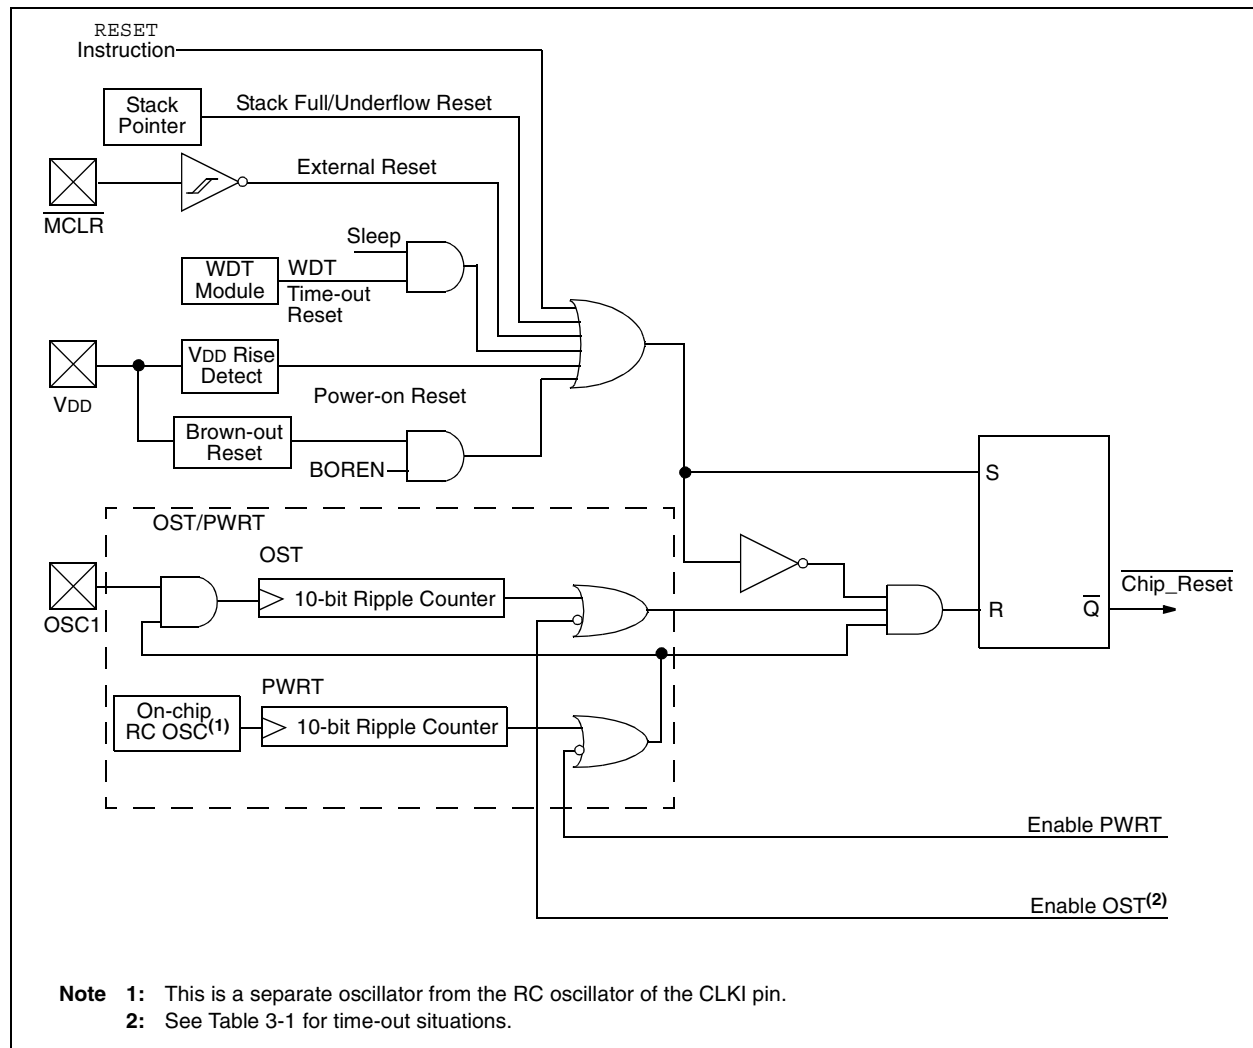 RESET
Instruction
Stack
Pointer
Stack Full/Underflow Reset
External Reset
MCLR
Sleep
WDT
Module
WDT
Time-out
Reset
VDD Rise
Detect
VDD
Power-on Reset
Brown-out
Reset
BOREN
S
OST/PWRT
OST
Chip_Reset
10-bit Ripple Counter
R
Q
OSC1
PWRT
On-chip
RC OSC(1)
10-bit Ripple Counter
Enable PWRT
Enable OST(2)
Note 1: This is a separate oscillator from the RC oscillator of the CLKI pin.
2: See Table 3-1 for time-out situations.